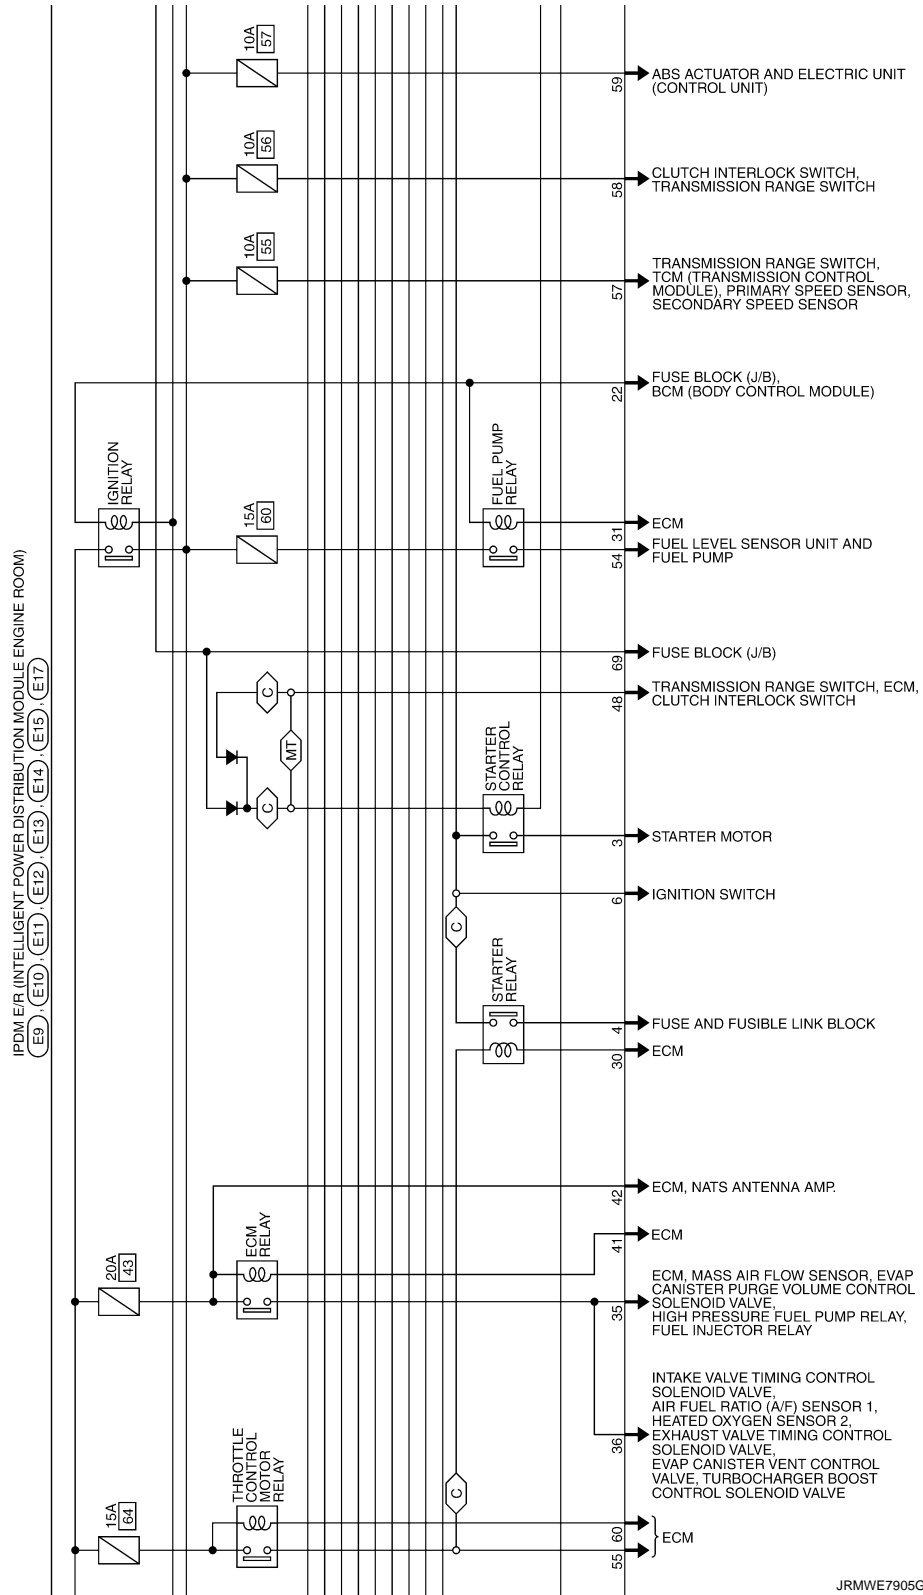 IPDM E/R (INTELLIGENT POWER DISTRIBUTION MODULE ENGINE ROOM)
E9 , E10 , E11 , E12 , E13 , E14 , E15 , E17
10A
57
59
ABS ACTUATOR AND ELECTRIC UNIT
(CONTROL UNIT)
10A
56
58
CLUTCH INTERLOCK SWITCH,
TRANSMISSION RANGE SWITCH
10A
55
57
TRANSMISSION RANGE SWITCH,
TCM (TRANSMISSION CONTROL
MODULE), PRIMARY SPEED SENSOR,
SECONDARY SPEED SENSOR
22
FUSE BLOCK (J/B),
BCM (BODY CONTROL MODULE)
IGNITION
RELAY
15A
60
FUEL PUMP
RELAY
31
ECM
54
FUEL LEVEL SENSOR UNIT AND
FUEL PUMP
69
FUSE BLOCK (J/B)
C
48
TRANSMISSION RANGE SWITCH, ECM,
CLUTCH INTERLOCK SWITCH
MT
C
STARTER
CONTROL
RELAY
3
STARTER MOTOR
6
IGNITION SWITCH
C
STARTER
RELAY
4
FUSE AND FUSIBLE LINK BLOCK
30
ECM
42
ECM, NATS ANTENNA AMP.
ECM
RELAY
41
ECM
20A
43
35
ECM, MASS AIR FLOW SENSOR, EVAP
CANISTER PURGE VOLUME CONTROL
SOLENOID VALVE,
HIGH PRESSURE FUEL PUMP RELAY,
FUEL INJECTOR RELAY
36
INTAKE VALVE TIMING CONTROL
SOLENOID VALVE,
AIR FUEL RATIO (A/F) SENSOR 1,
HEATED OXYGEN SENSOR 2,
EXHAUST VALVE TIMING CONTROL
SOLENOID VALVE,
EVAP CANISTER VENT CONTROL
VALVE, TURBOCHARGER BOOST
CONTROL SOLENOID VALVE
15A
64
THROTTLE
CONTROL
MOTOR
RELAY
C
60
55
ECM
JRMWE7905G